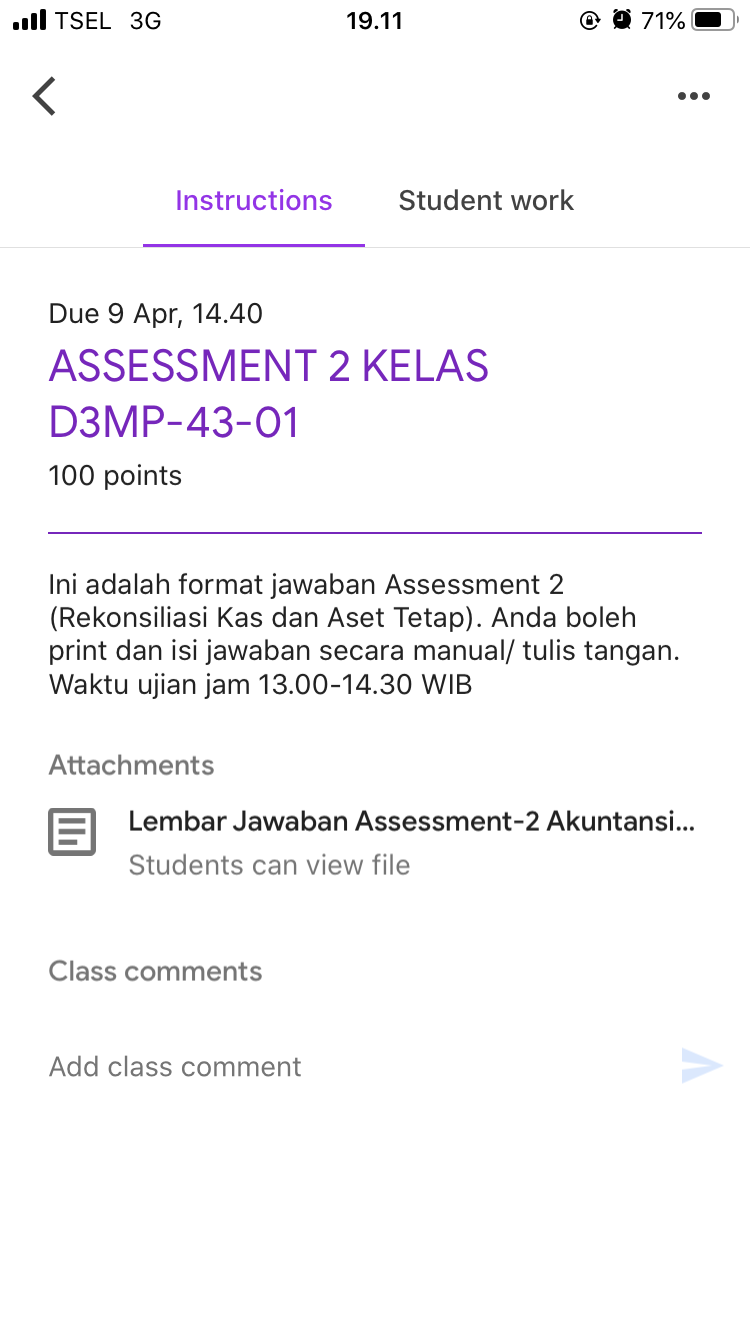 TSEL 3G 19.11 71%
Instructions Student work
Due 9 Apr, 14.40
ASSESSMENT 2 KELAS
D3MP-43-01
100 points
Ini adalah format jawaban Assessment 2
(Rekonsiliasi Kas dan Aset Tetap). Anda boleh
print dan isi jawaban secara manual/ tulis tangan.
Waktu ujian jam 13.00-14.30 WIB
Attachments
Lembar Jawaban Assessment-2 Akuntansi...
Students can view file
Class comments
Add class comment